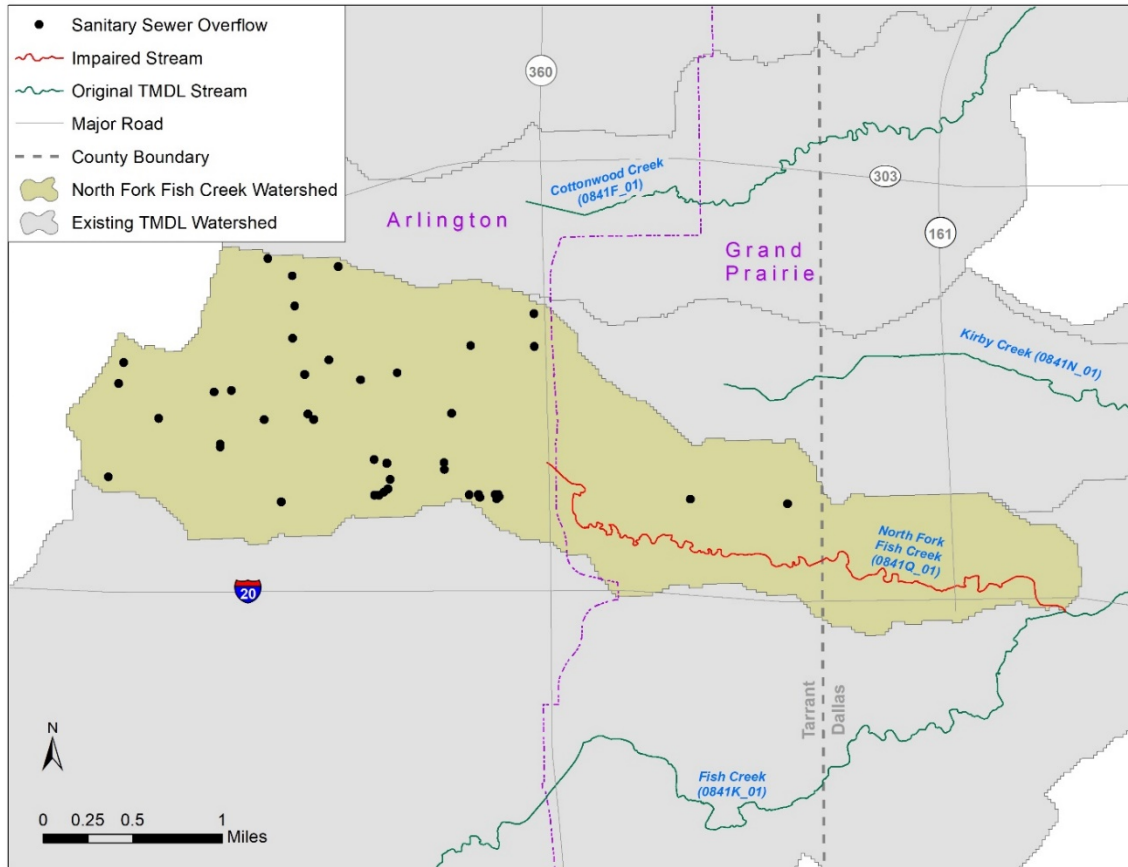 Sanitary Sewer Overflow
Impaired Stream
Original TMDL Stream
Major Road
County Boundary
North Fork Fish Creek Watershed
Existing TMDL Watershed
360
Cottonwood Creek
(0841F_01)
303
Arlington
Grand
Prairie
161
Kirby Creek (0841N_01)
North Fork
Fish Creek
(0841Q_01)
20
Tarrant
Dallas
Fish Creek
(0841K_01)
N
0 0.25 0.5 1
Miles